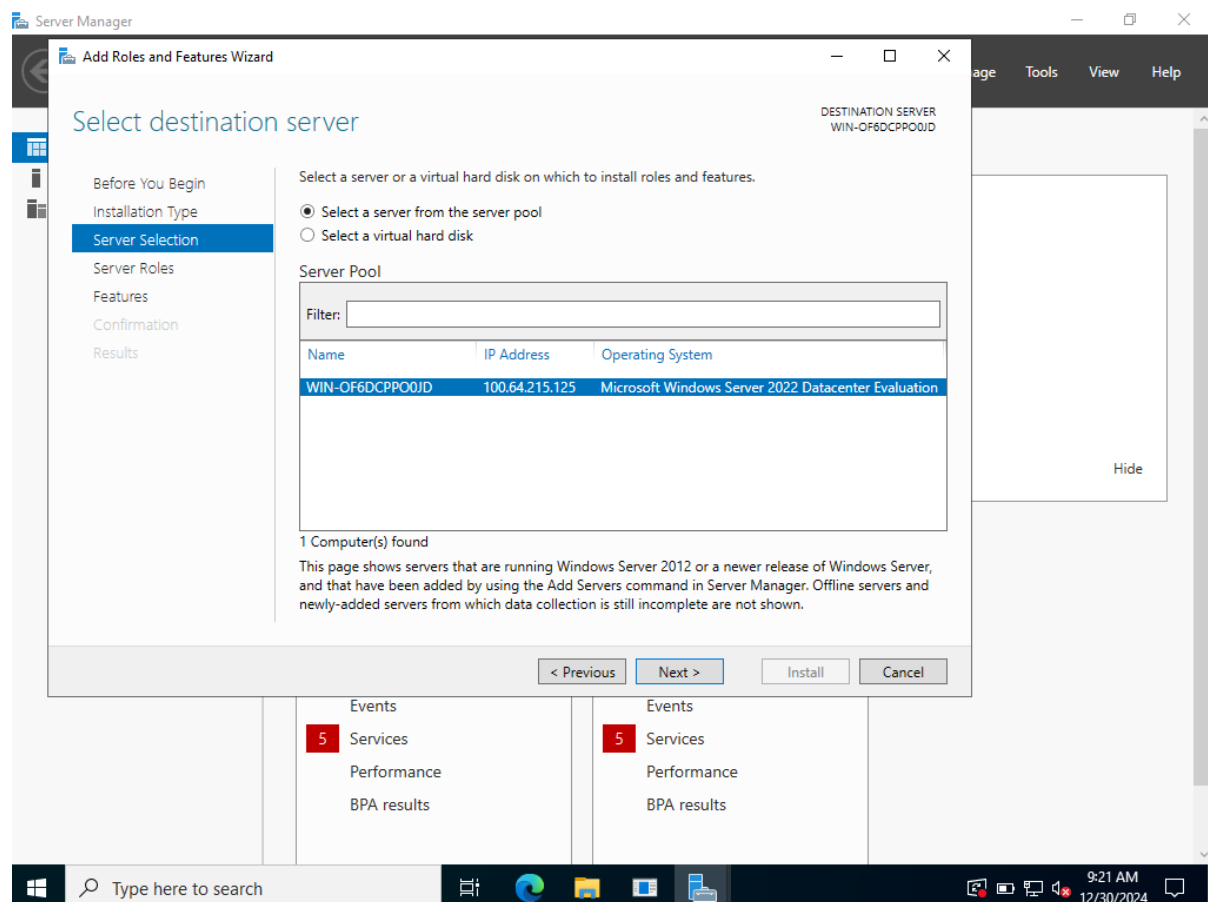 Server Manager
Add Roles and Features Wizard
age Tools View Help
Select destination server
DESTINATION SERVER
WIN-OF6DCPPO0JD
Before You Begin
Installation Type
Server Selection
Server Roles
Features
Confirmation
Results
Select a server or a virtual hard disk on which to install roles and features.
Select a server from the server pool
Select a virtual hard disk
Server Pool
Filter:
Name IP Address Operating System
WIN-OF6DCPPO0JD 100.64.215.125 Microsoft Windows Server 2022 Datacenter Evaluation
1 Computer(s) found
This page shows servers that are running Windows Server 2012 or a newer release of Windows Server,
and that have been added by using the Add Servers command in Server Manager. Offline servers and
newly-added servers from which data collection is still incomplete are not shown.
Hide
< Previous Next > Install Cancel
Events Events
5 Services 5 Services
Performance Performance
BPA results BPA results
Type here to search
9:21 AM
12/30/2024